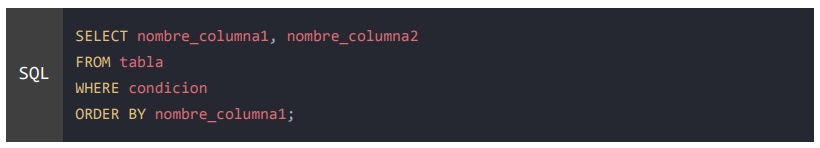 SQL
SELECT nombre_columna1, nombre_columna2
FROM tabla
WHERE condicion
ORDER BY nombre_columna1;